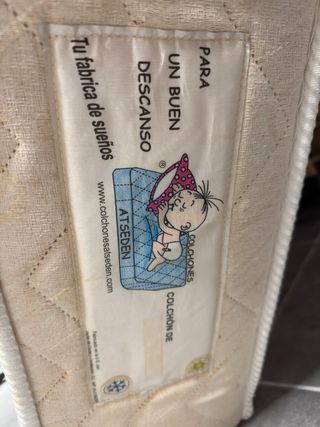 PARA
UN BUEN
DESCANSO
®
COLCHONES
ATSEDEN
Tu fabrica de sueños
www.colchonesatseden.com
COLCHÓN DE